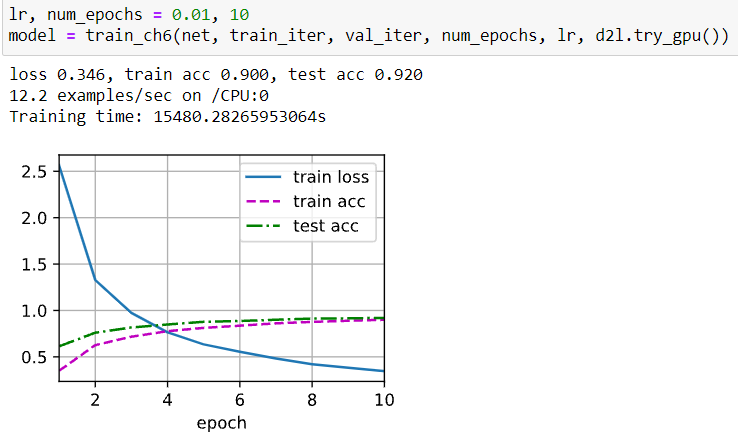 lr, num_epochs = 0.01, 10
model = train_ch6(net, train_iter, val_iter, num_epochs, lr, d2l.try_gpu())
loss 0.346, train acc 0.900, test acc 0.920
12.2 examples/sec on /CPU:0
Training time: 15480.28265953064s
train loss
train acc
test acc
2.5
2.0
1.5
1.0
0.5
2 4 6 8 10
epoch